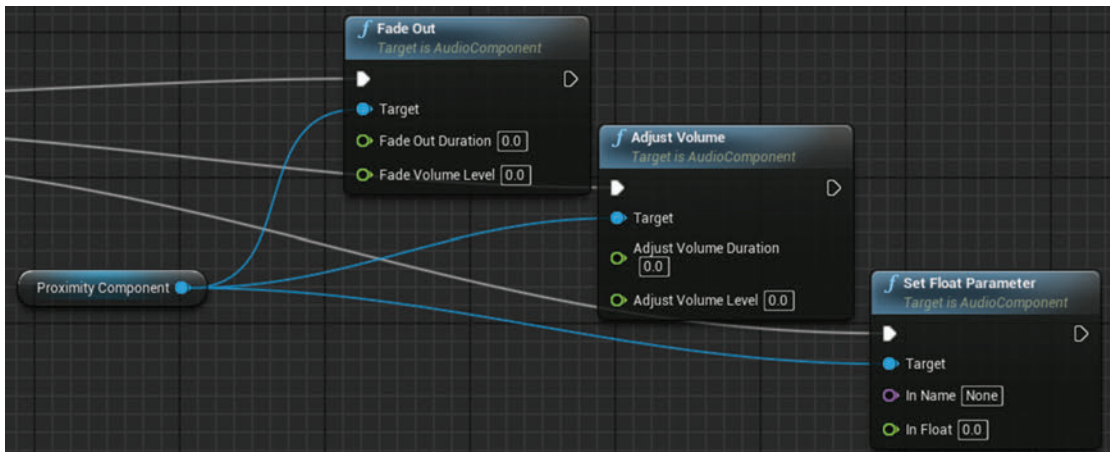 Fade Out
Target is AudioComponent
Target
Fade Out Duration 0.0
Fade Volume Level 0.0
Adjust Volume
Target is AudioComponent
Target
Adjust Volume Duration
0.0
Adjust Volume Level 0.0
Proximity Component
Set Float Parameter
Target is AudioComponent
Target
In Name None
In Float 0.0